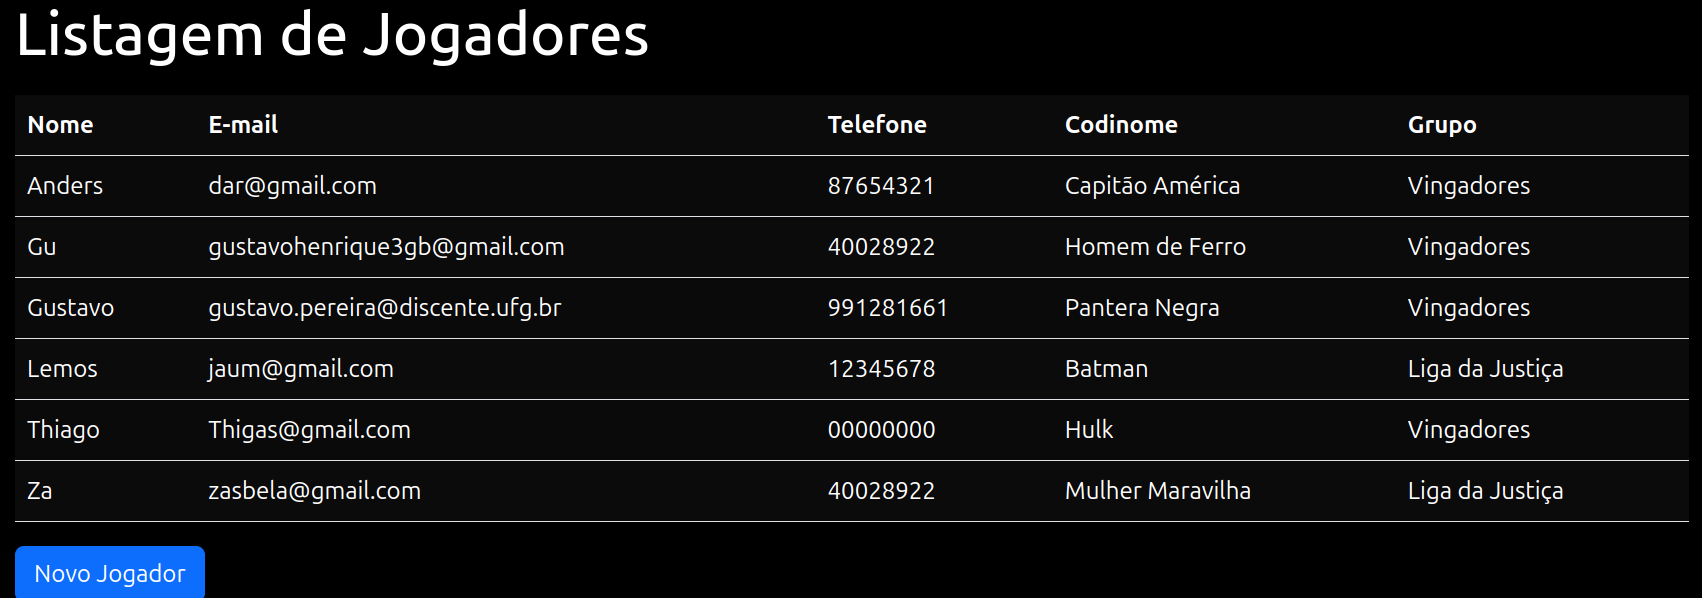 Listagem de Jogadores
Nome E-mail Telefone Codinome Grupo
Anders dar@gmail.com 87654321 Capitão América Vingadores
Gu gustavohenrique3gb@gmail.com 40028922 Homem de Ferro Vingadores
Gustavo gustavo.pereira@discente.ufg.br 991281661 Pantera Negra Vingadores
Lemos jaum@gmail.com 12345678 Batman Liga da Justiça
Thiago Thigas@gmail.com 00000000 Hulk Vingadores
Za zasbela@gmail.com 40028922 Mulher Maravilha Liga da Justiça
Novo Jogador